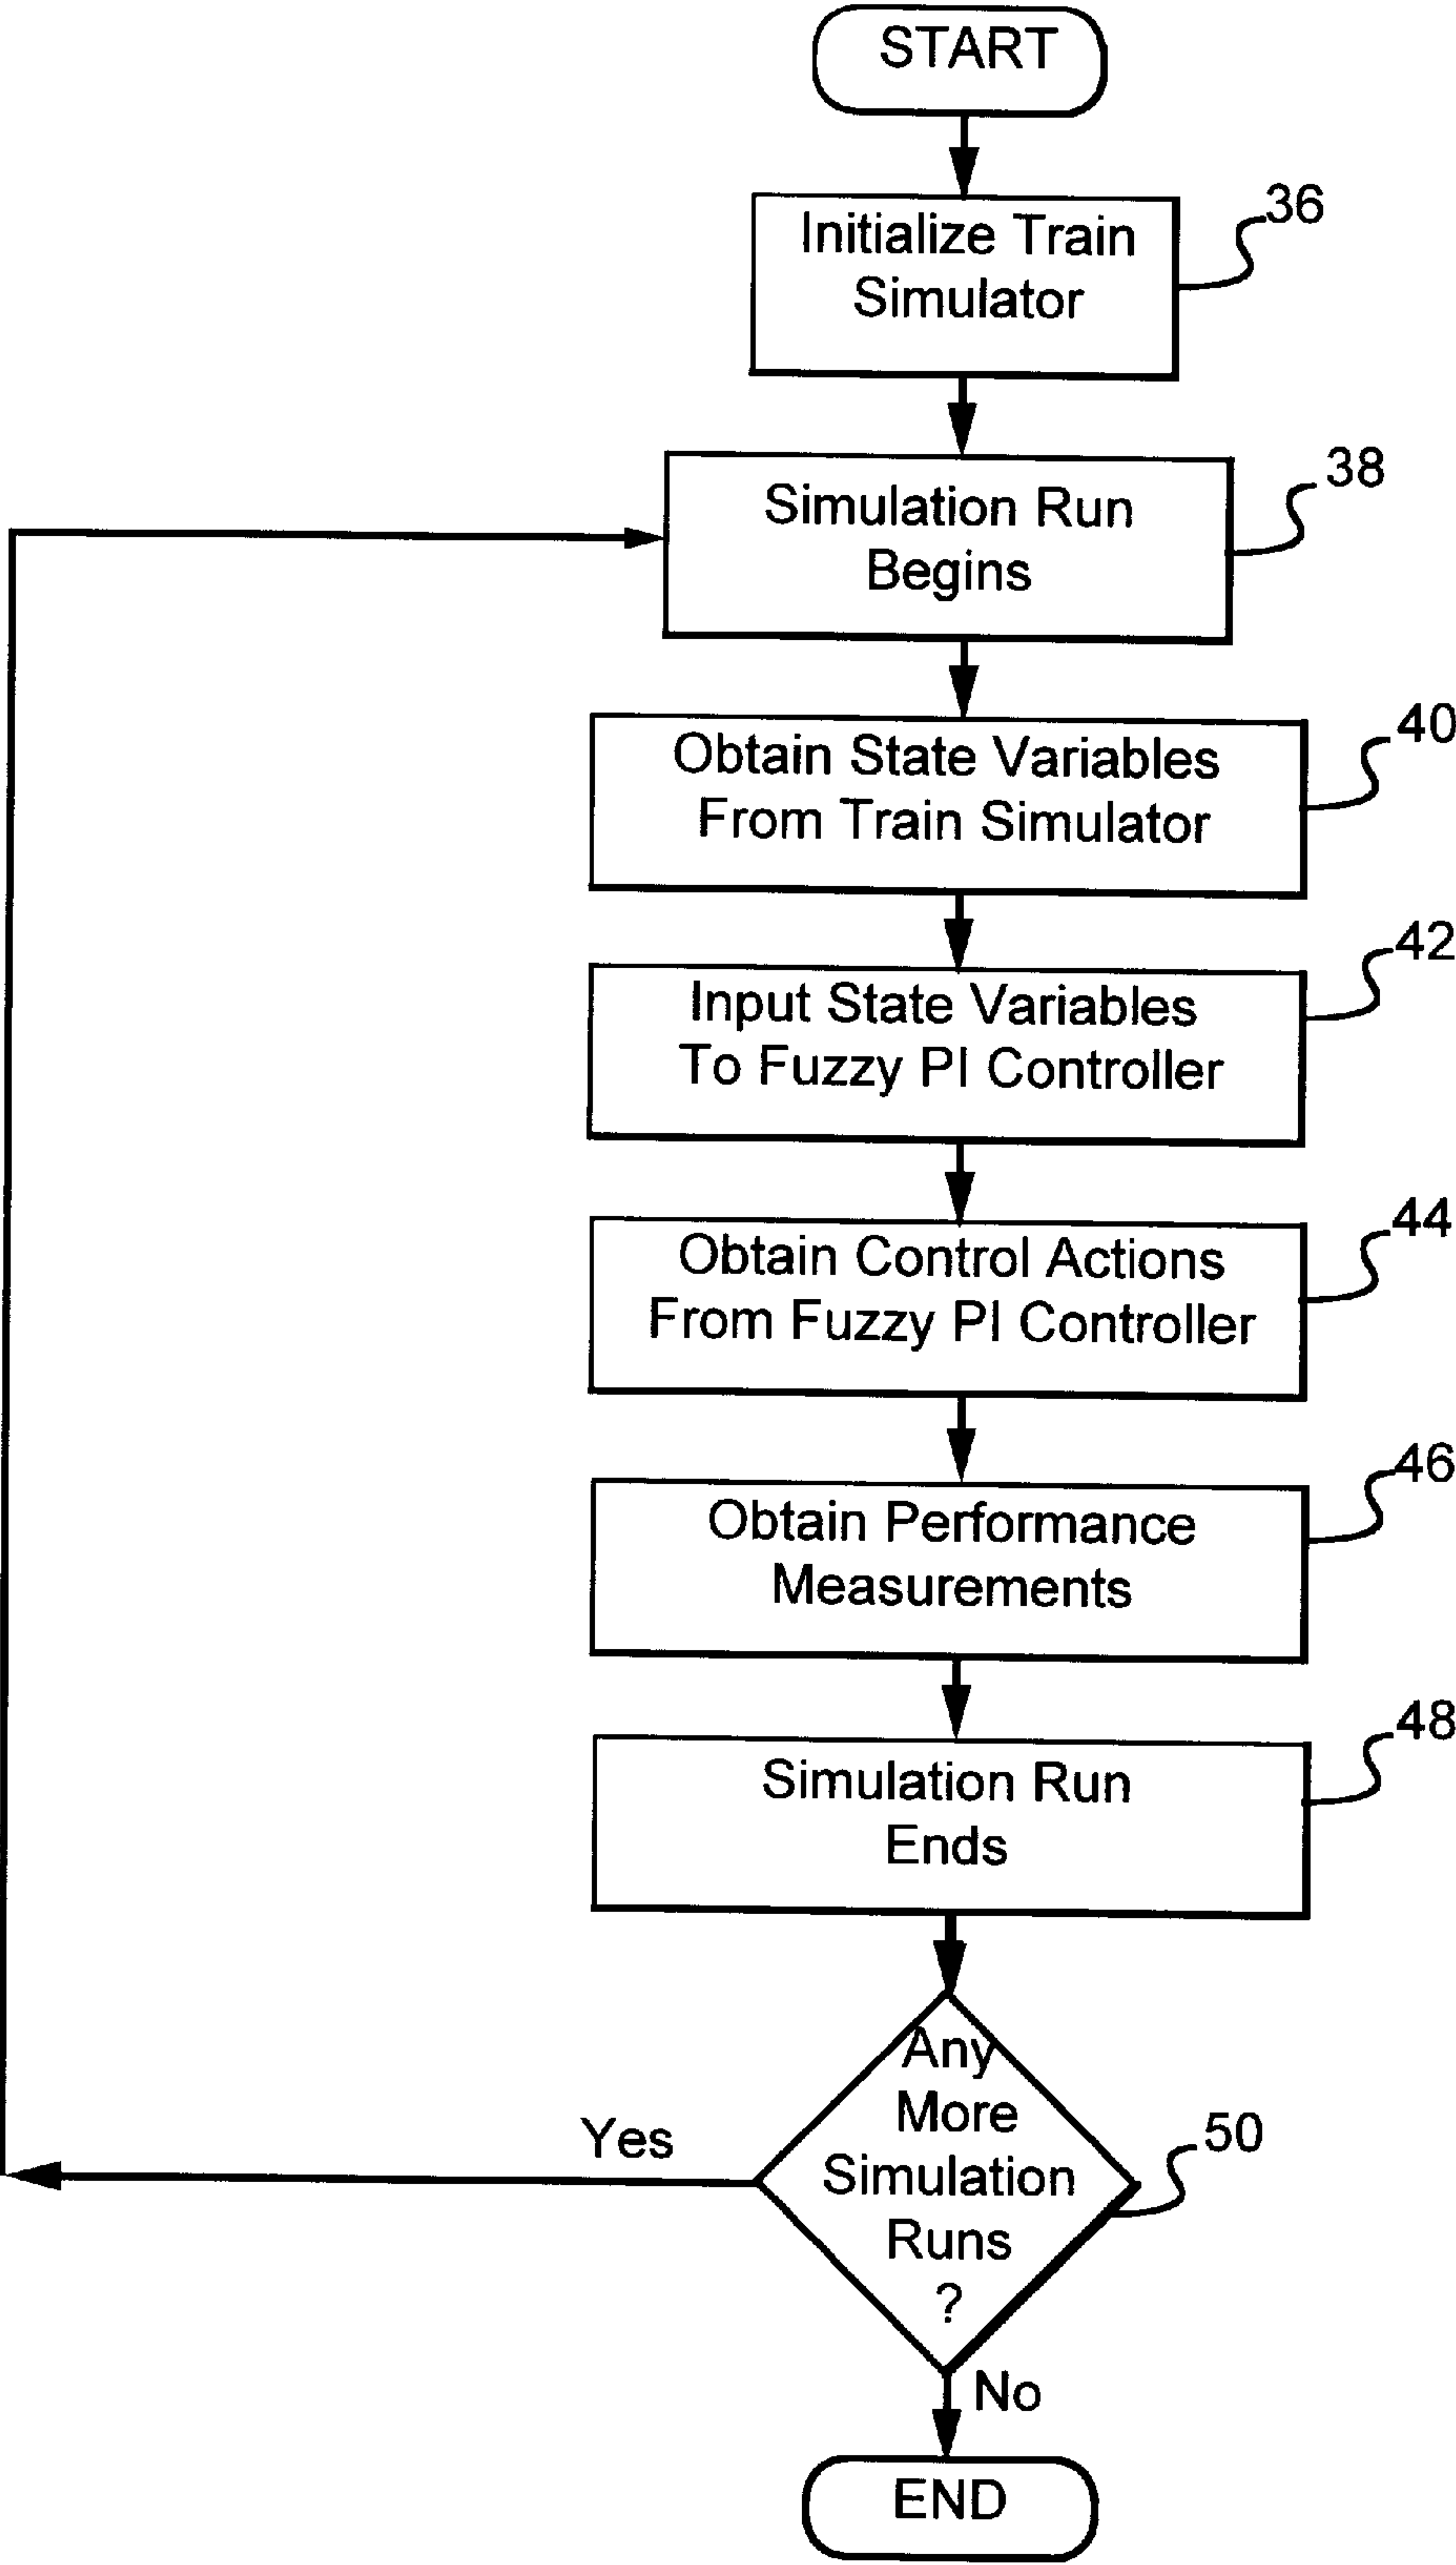 START
Initialize Train
Simulator
36
Simulation Run
Begins
38
Obtain State Variables
From Train Simulator
40
Input State Variables
To Fuzzy PI Controller
42
Obtain Control Actions
From Fuzzy PI Controller
44
Obtain Performance
Measurements
46
Simulation Run
Ends
48
Any
More
Simulation
Runs
?
50
Yes
No
END